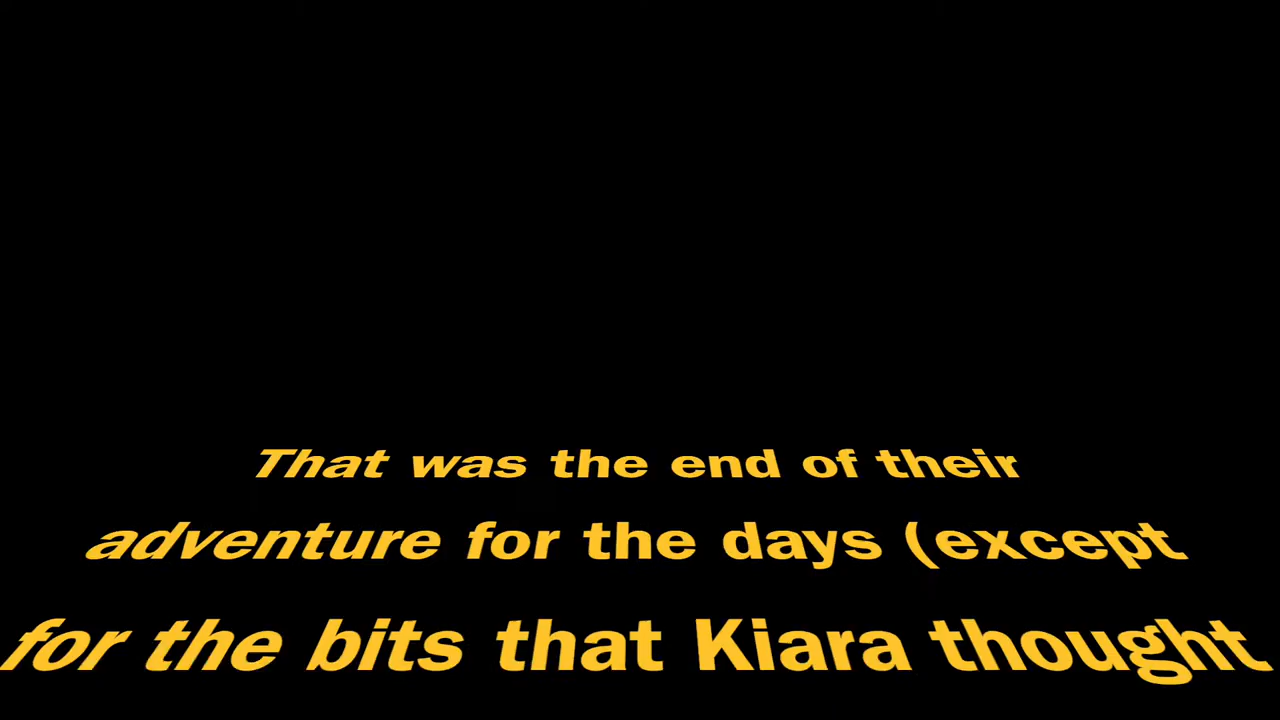 That was the end of their
adventure for the days (except
for the bits that Kiara thought